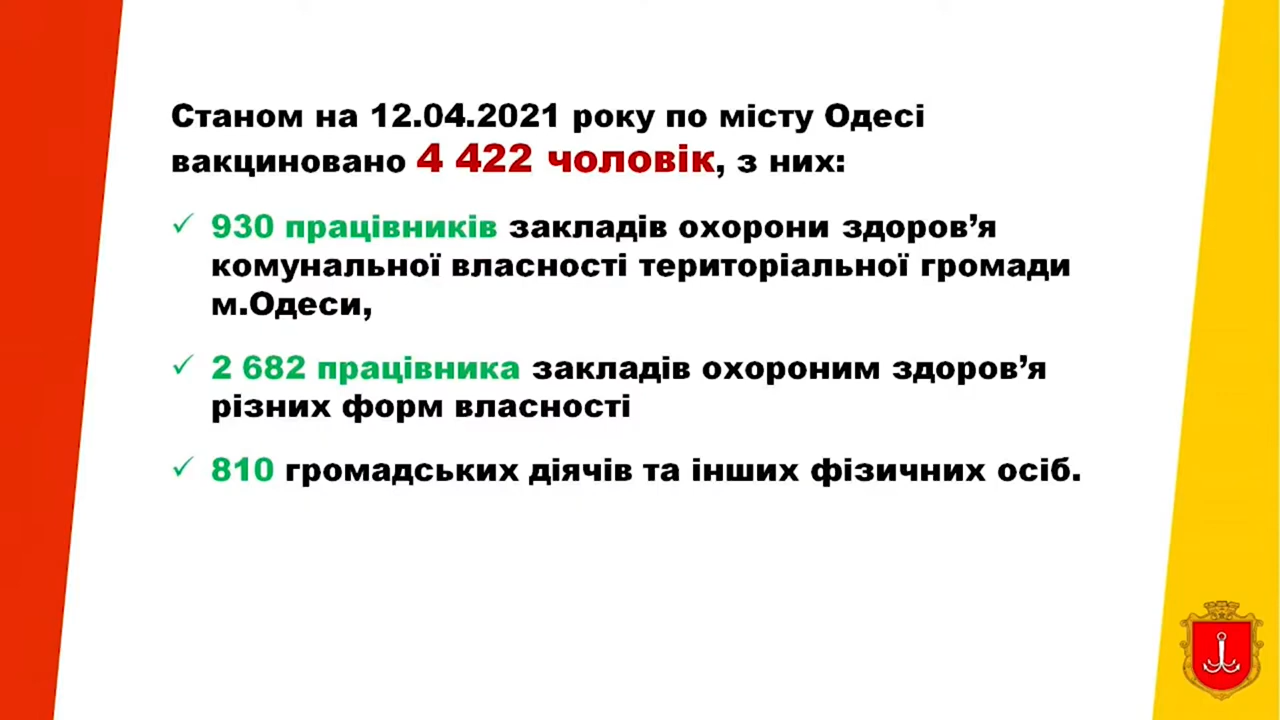 Станом на 12.04.2021 року по місту Одесі
вакциновано 4 422 чоловік, з них:
✓ 930 працівників закладів охорони здоров’я
комунальної власності територіальної громади
м.Одеси,
✓ 2 682 працівника закладів охороним здоров’я
різних форм власності
✓ 810 громадських діячів та інших фізичних осіб.